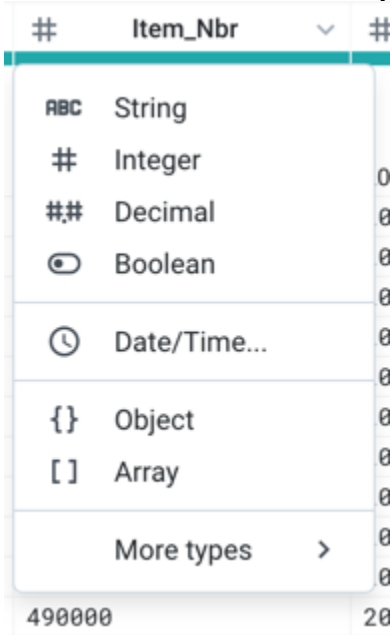 # Item_Nbr #
ABC String
# Integer
#.# Decimal
Boolean
Date/Time...
{} Object
[] Array
More types >
490000 20